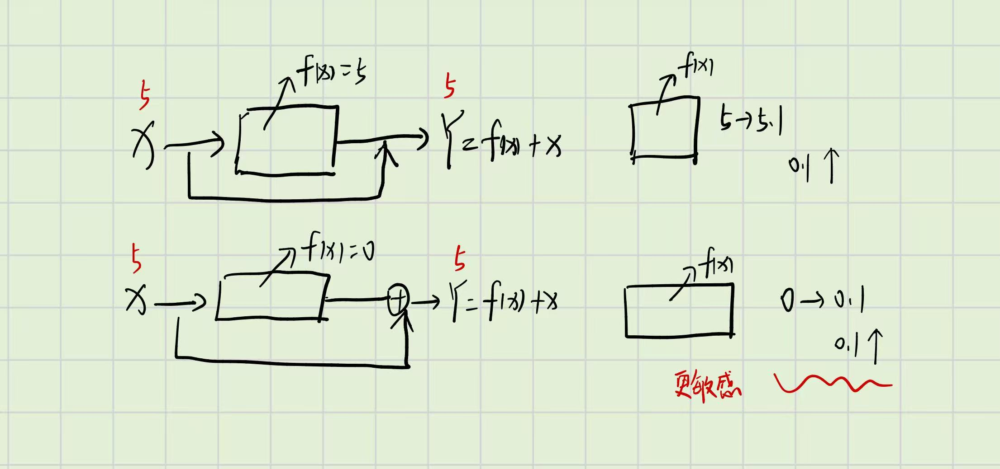 f(x)=5
5
X
5
Y=f(x)+x
f(x)
5→5.1
0.1↑
f(x)=0
5
X
+
5
Y=f(x)+x
f(x)
0→0.1
0.1↑
更敏感